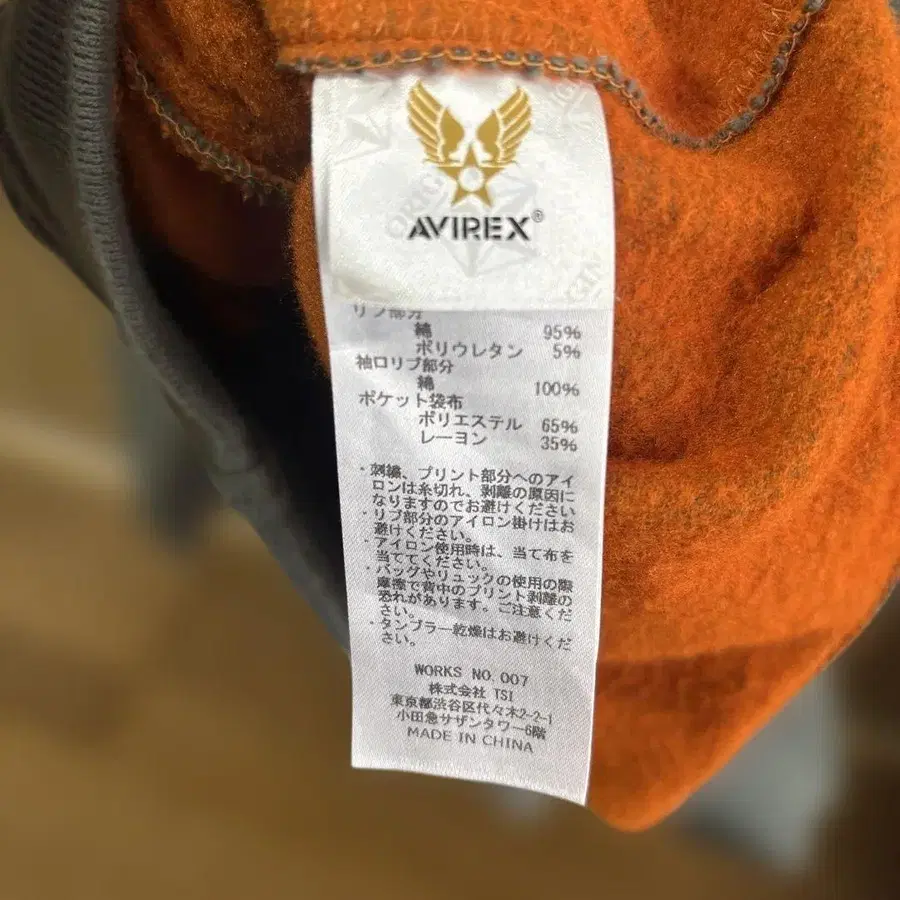 AVIREX®
リブ部分
綿 95%
ポリウレタン 5%
袖口リブ部分
綿 100%
ポケット袋布
ポリエステル 65%
レーヨン 35%
・刺繍、プリント部分へのアイ
ロンは糸切れ、剥離の原因に
なりますのでお避けください
・リブ部分のアイロン掛けはお
避けください。
・アイロン使用時は、当て布を
当ててください。
・バッグやリュックの使用の際
摩擦で背中のプリント剥離の
恐れがあります。ご注意くだ
さい。
・タンブラー乾燥はお避けくだ
さい。
WORKS NO.007
株式会社 TSI
東京都渋谷区代々木2-2-1
小田急サザンタワー6階
MADE IN CHINA